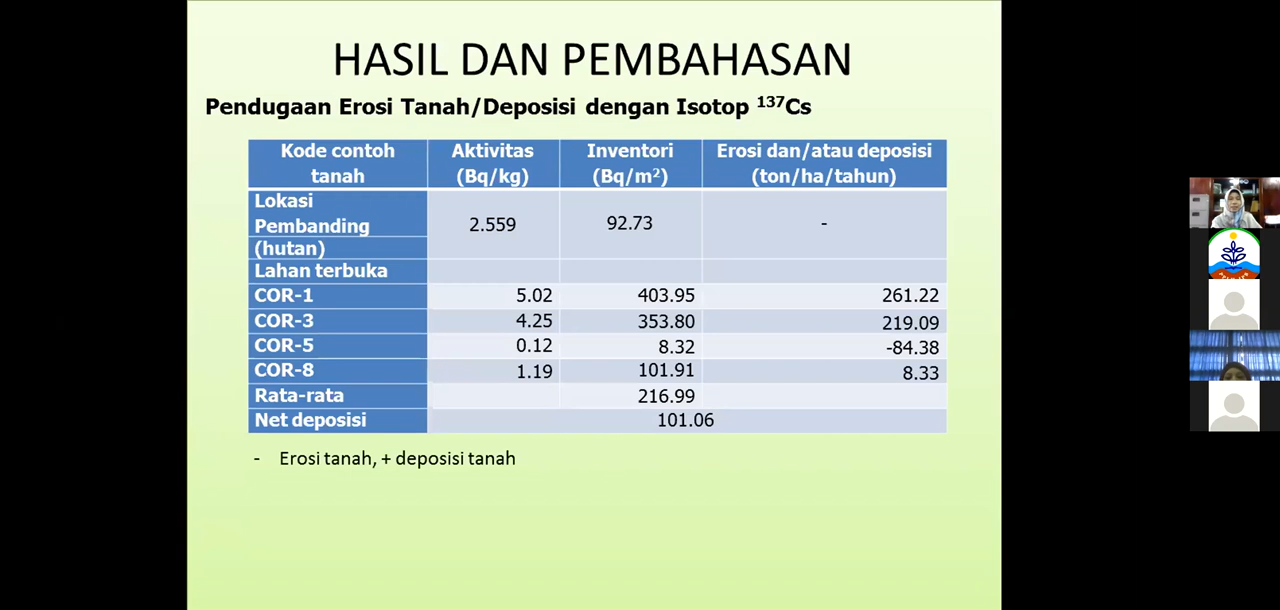 HASIL DAN PEMBAHASAN
Pendugaan Erosi Tanah/Deposisi dengan Isotop ¹³⁷Cs
Kode contoh tanah Aktivitas (Bq/kg) Inventori (Bq/m²) Erosi dan/atau deposisi (ton/ha/tahun)
Lokasi Pembanding (hutan) 2.559 92.73 -
Lahan terbuka
COR-1 5.02 403.95 261.22
COR-3 4.25 353.80 219.09
COR-5 0.12 8.32 -84.38
COR-8 1.19 101.91 8.33
Rata-rata 216.99
Net deposisi 101.06
- Erosi tanah, + deposisi tanah